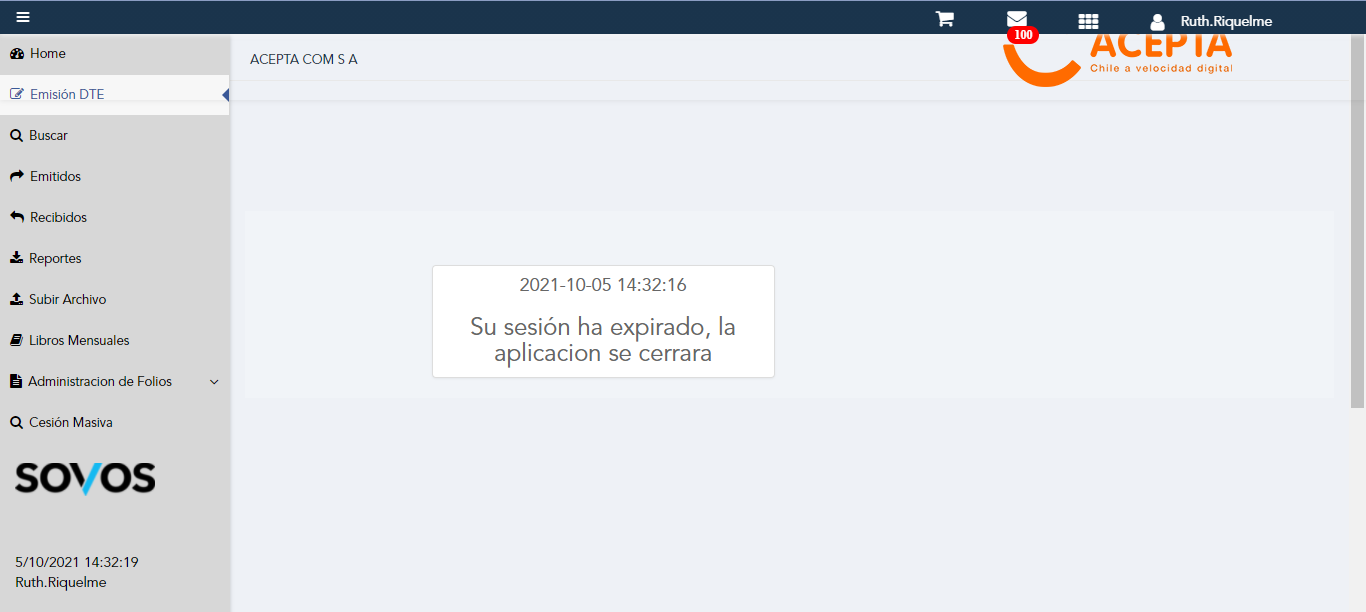 Ruth.Riquelme
100
Home
Emisión DTE
Buscar
Emitidos
Recibidos
Reportes
Subir Archivo
Libros Mensuales
Administracion de Folios
Cesión Masiva
SOVOS
5/10/2021 14:32:19
Ruth.Riquelme
ACEPTA COM S A
ACEPTA
Chile a velocidad digital
2021-10-05 14:32:16
Su sesión ha expirado, la
aplicacion se cerrara